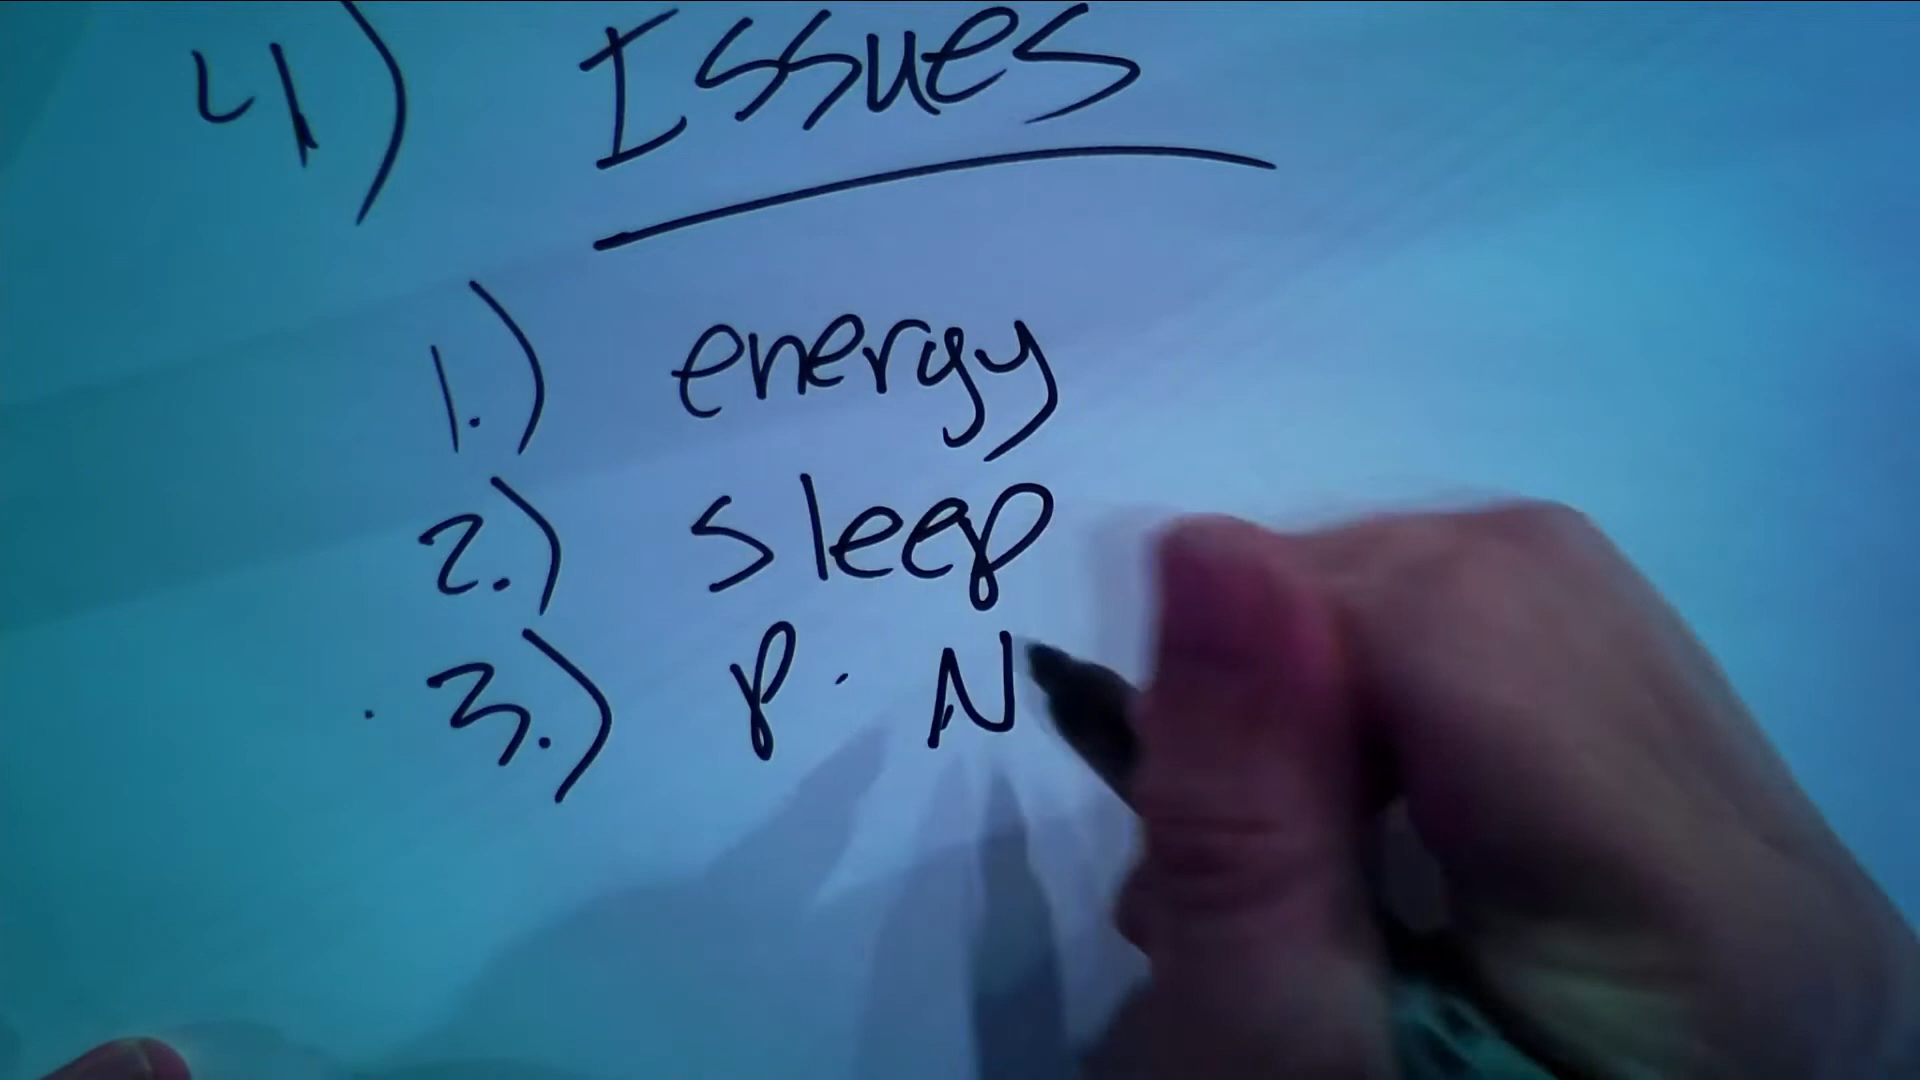 4) Issues
1.) energy
2.) sleep
3.) P. N